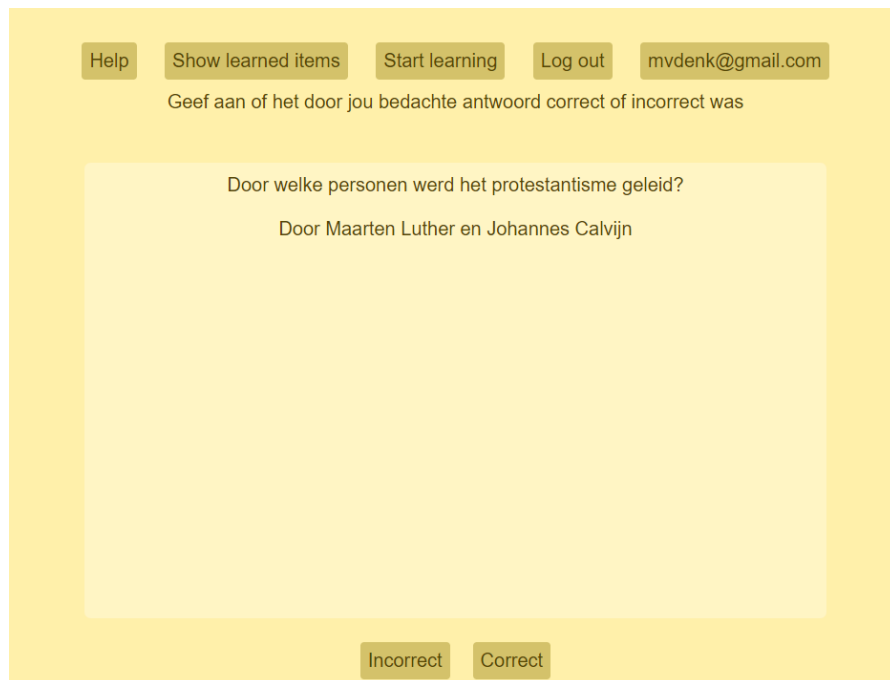 Help Show learned items Start learning Log out mvdenk@gmail.com
Geef aan of het door jou bedachte antwoord correct of incorrect was
Door welke personen werd het protestantisme geleid?
Door Maarten Luther en Johannes Calvijn
Incorrect Correct